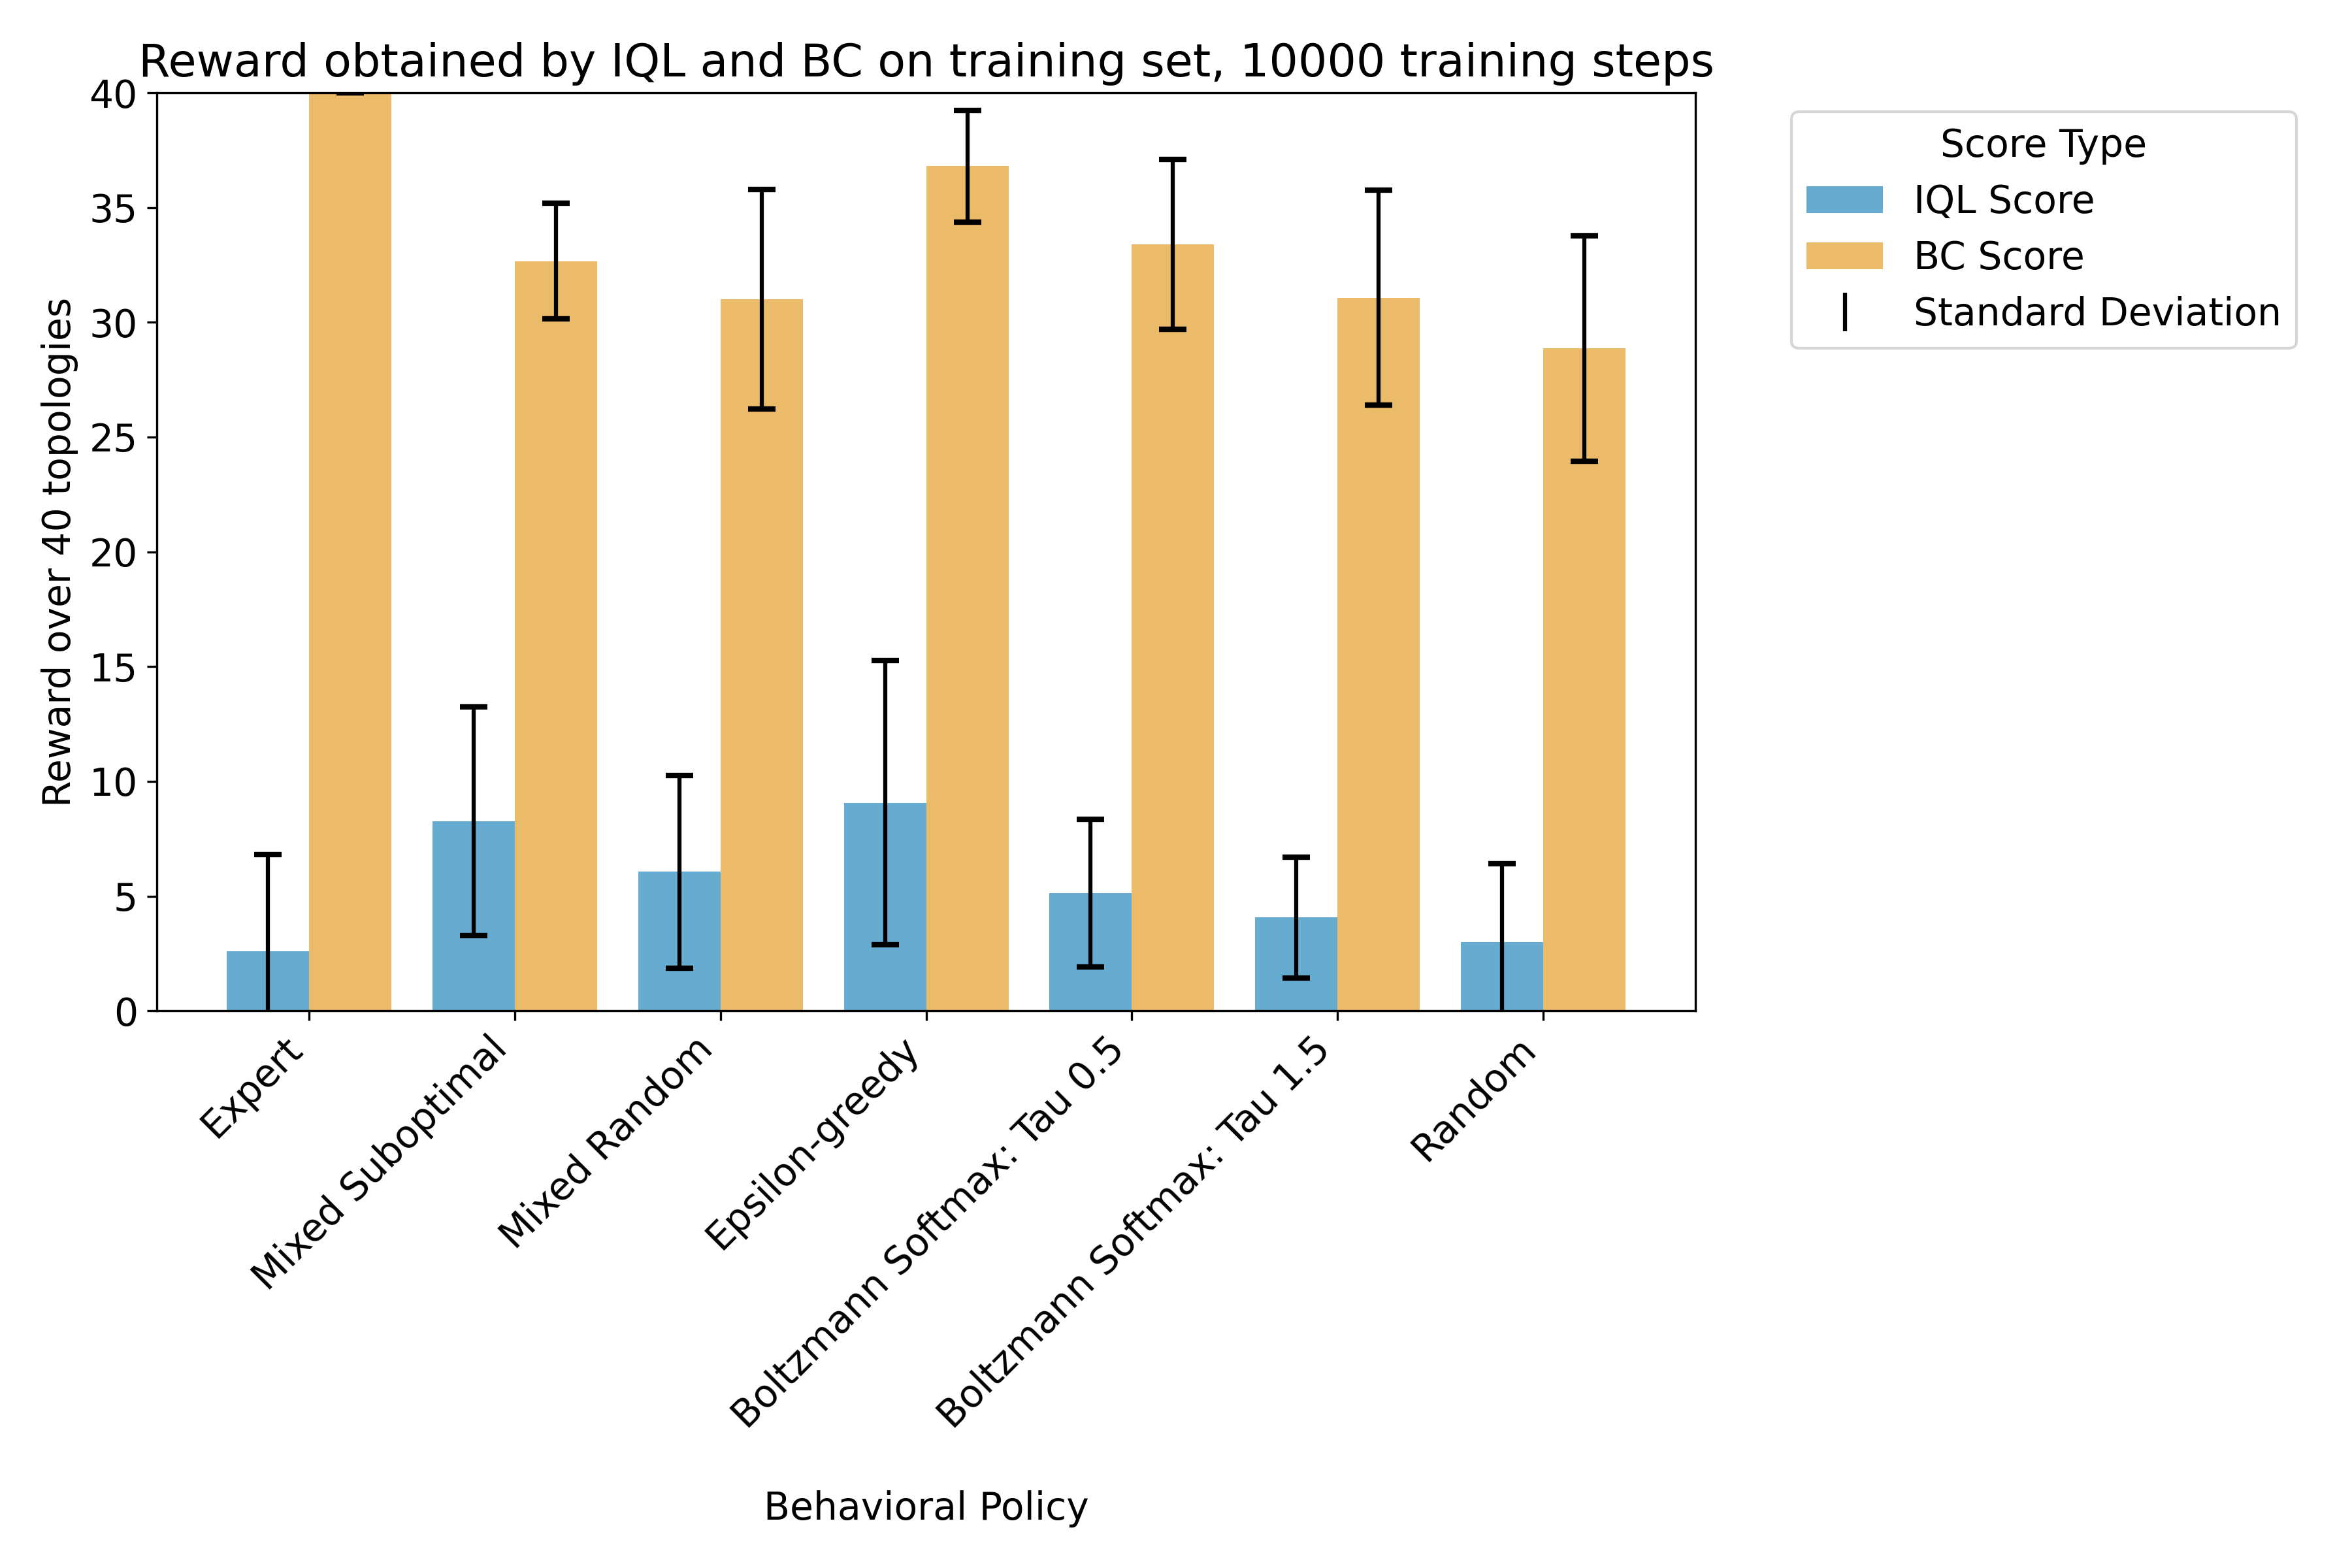 Reward obtained by IQL and BC on training set, 10000 training steps
Reward over 40 topologies
40
35
30
25
20
15
10
5
0
Expert
Mixed Suboptimal
Mixed Random
Epsilon-greedy
Boltzmann Softmax: Tau 0.5
Boltzmann Softmax: Tau 1.5
Random
Behavioral Policy
Score Type
IQL Score
BC Score
Standard Deviation